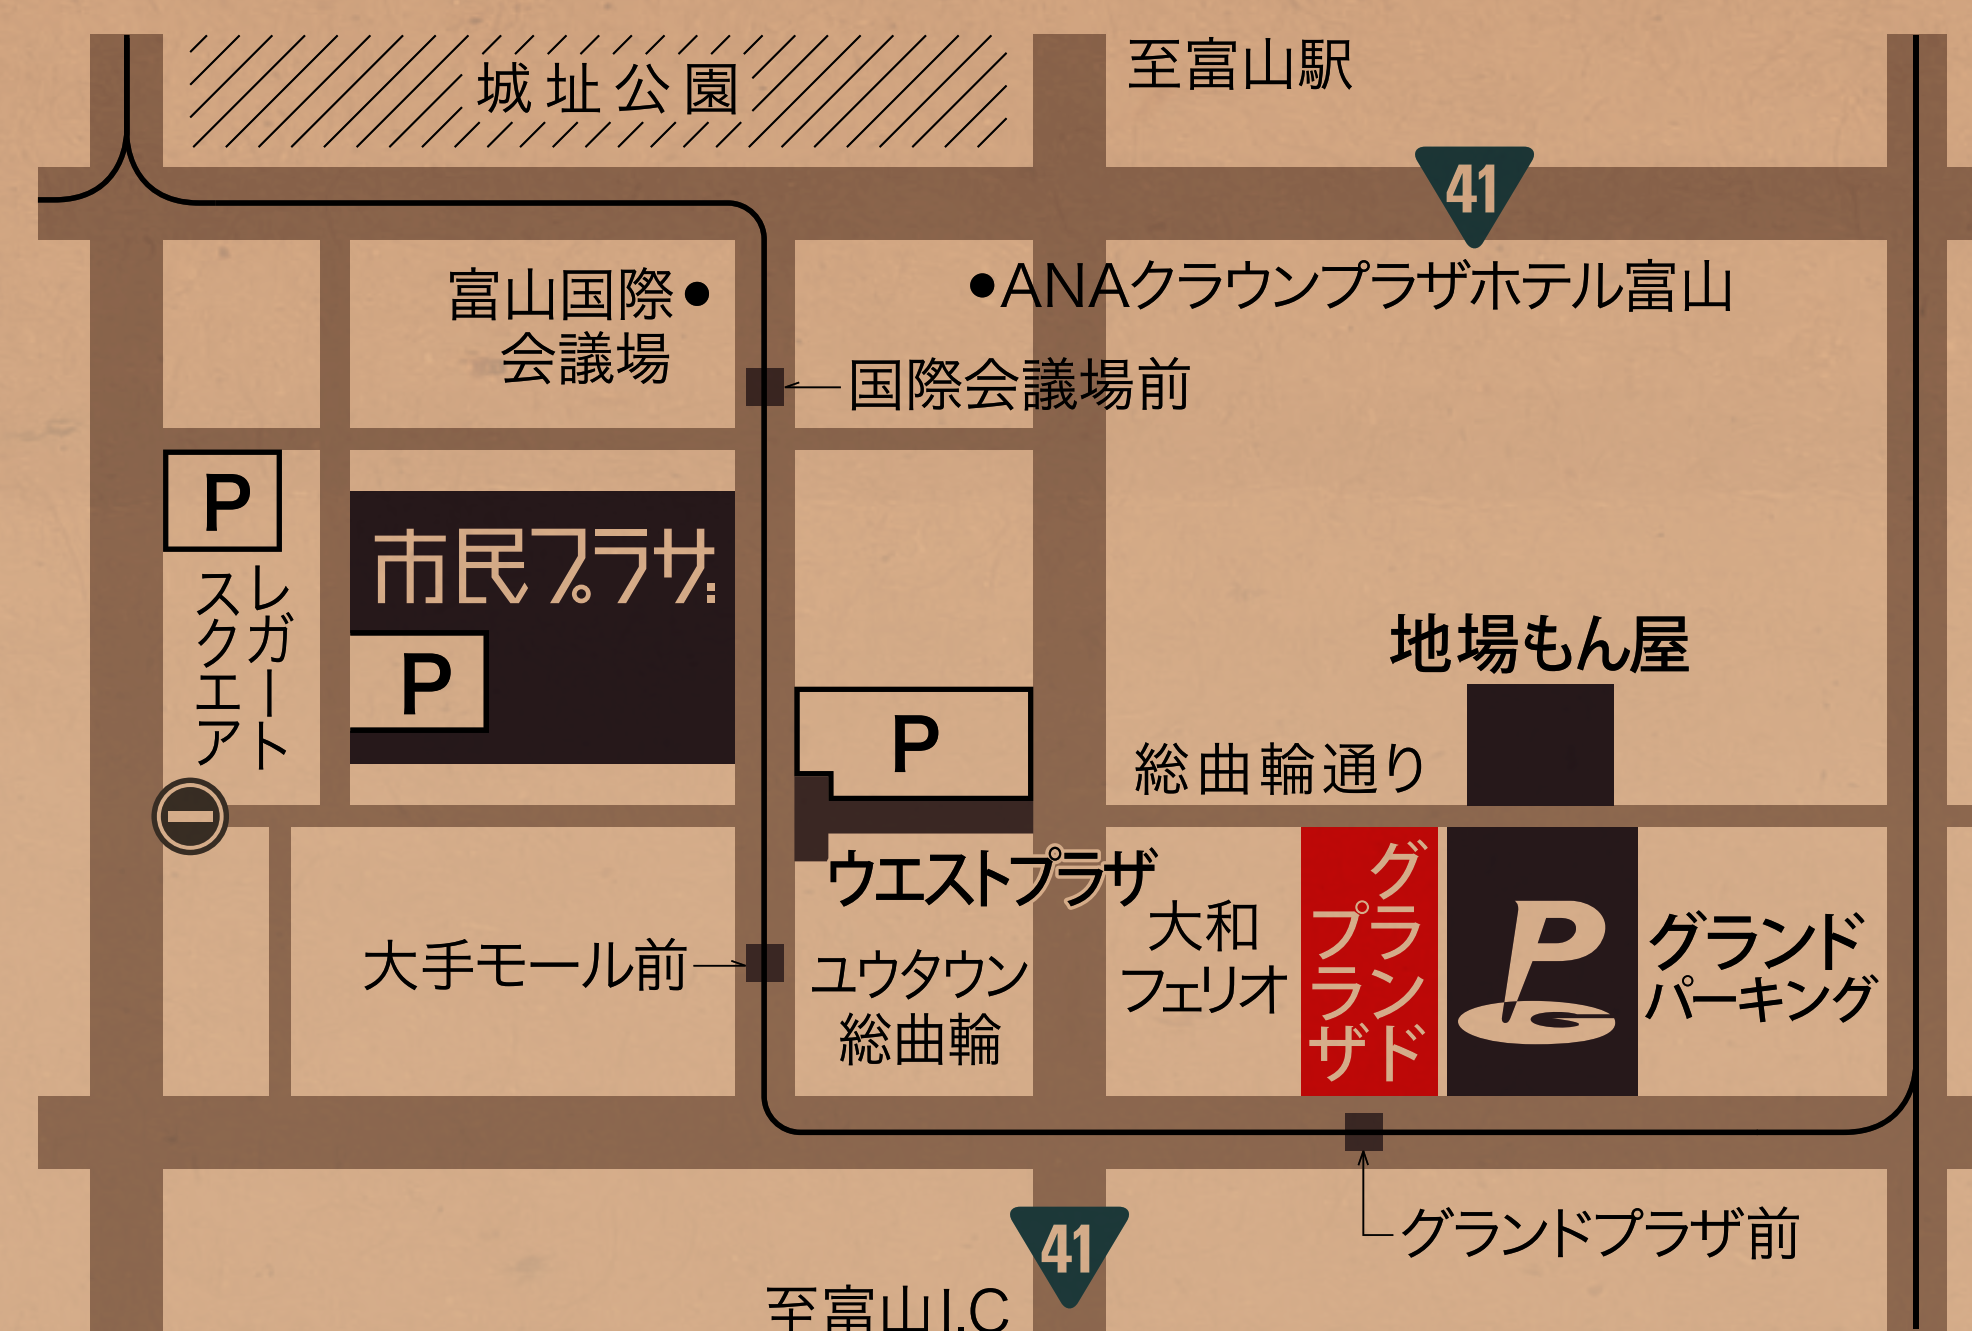 城址公園
至富山駅
41
富山国際
会議場
ANAクラウンプラザホテル富山
国際会議場前
P
レガート
スクエア
市民プラザ
P
P
地場もん屋
総曲輪通り
ウエストプラザ
大和
フェリオ
グランド
プラザ
P
グランド
パーキング
大手モール前
ユウタウン
総曲輪
グランドプラザ前
41
至富山I.C